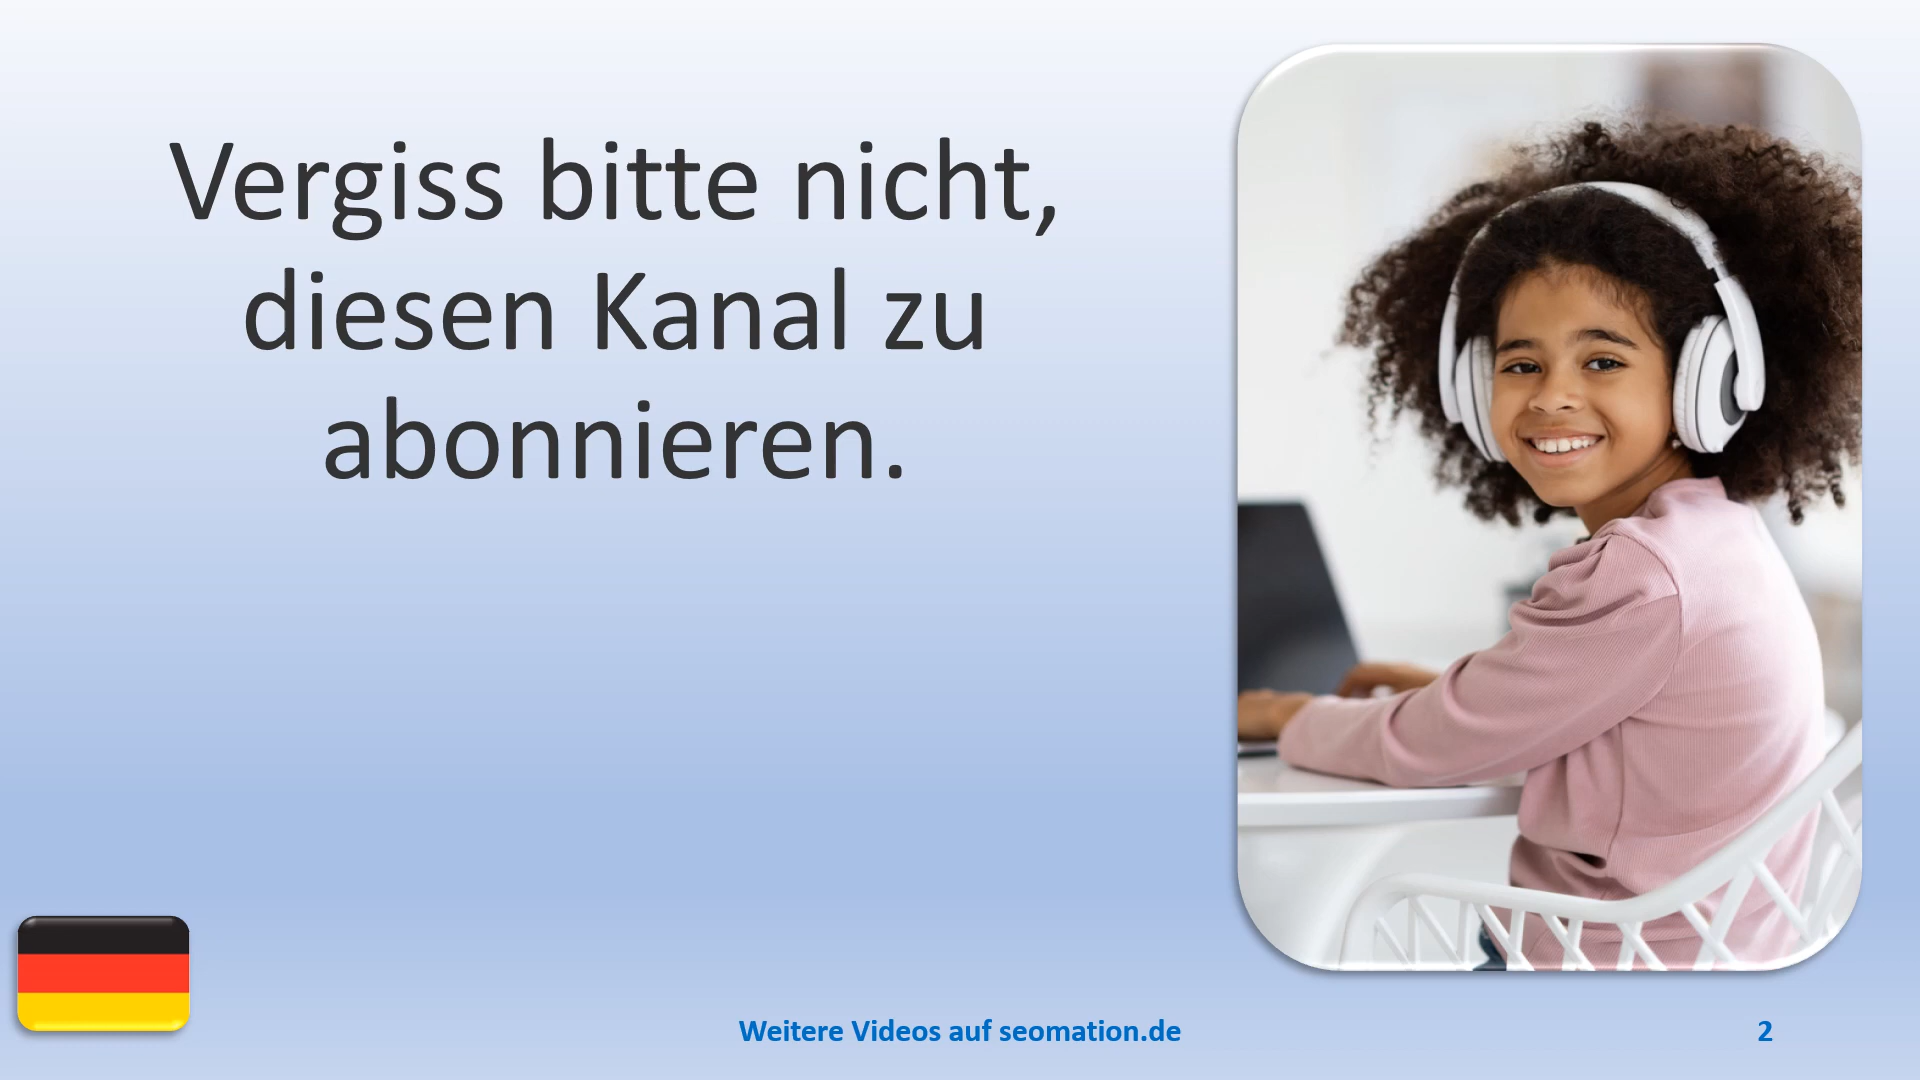 Vergiss bitte nicht,
diesen Kanal zu
abonnieren.
Weitere Videos auf seomation.de
2